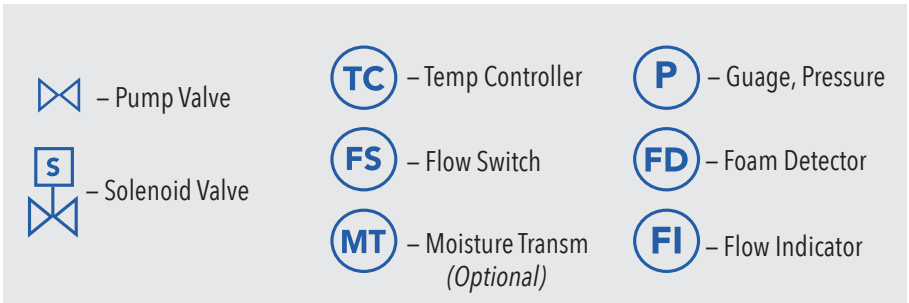 – Pump Valve
S
– Solenoid Valve
TC – Temp Controller
FS – Flow Switch
MT – Moisture Transm
(Optional)
P – Guage, Pressure
FD – Foam Detector
FI – Flow Indicator